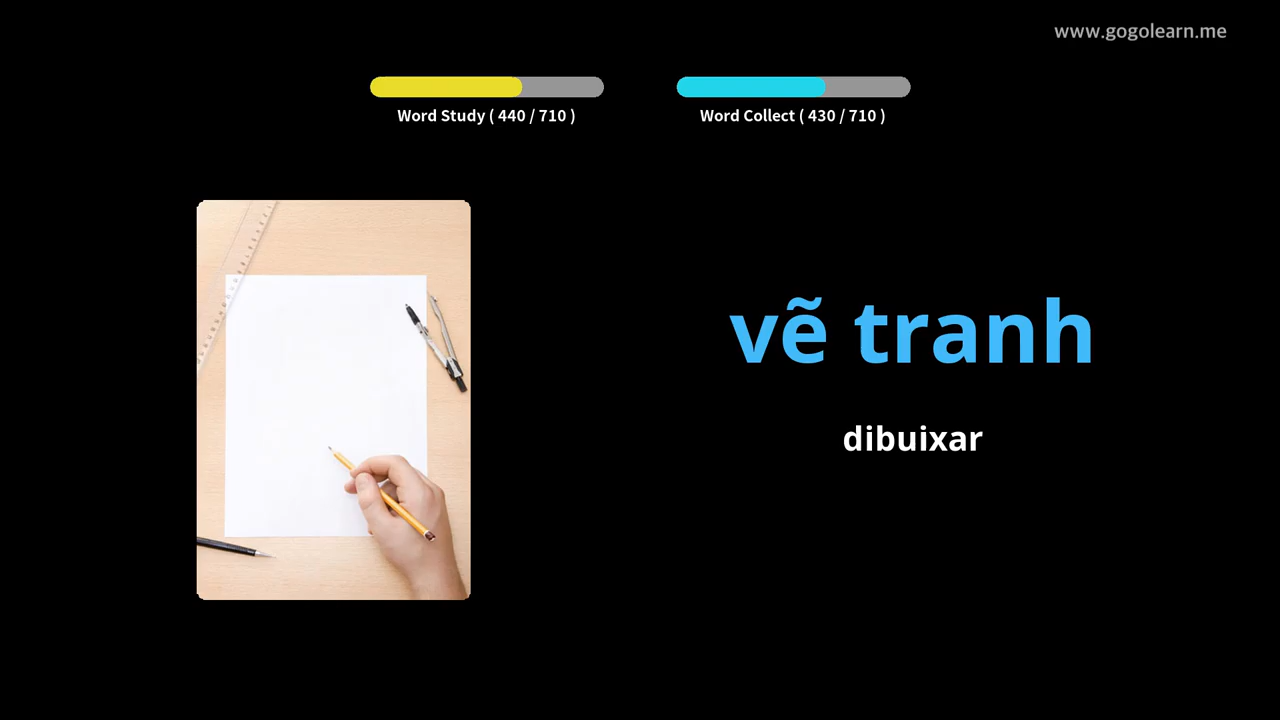 www.gogolearn.me
Word Study ( 440 / 710 )
Word Collect ( 430 / 710 )
vẽ tranh
dibuixar